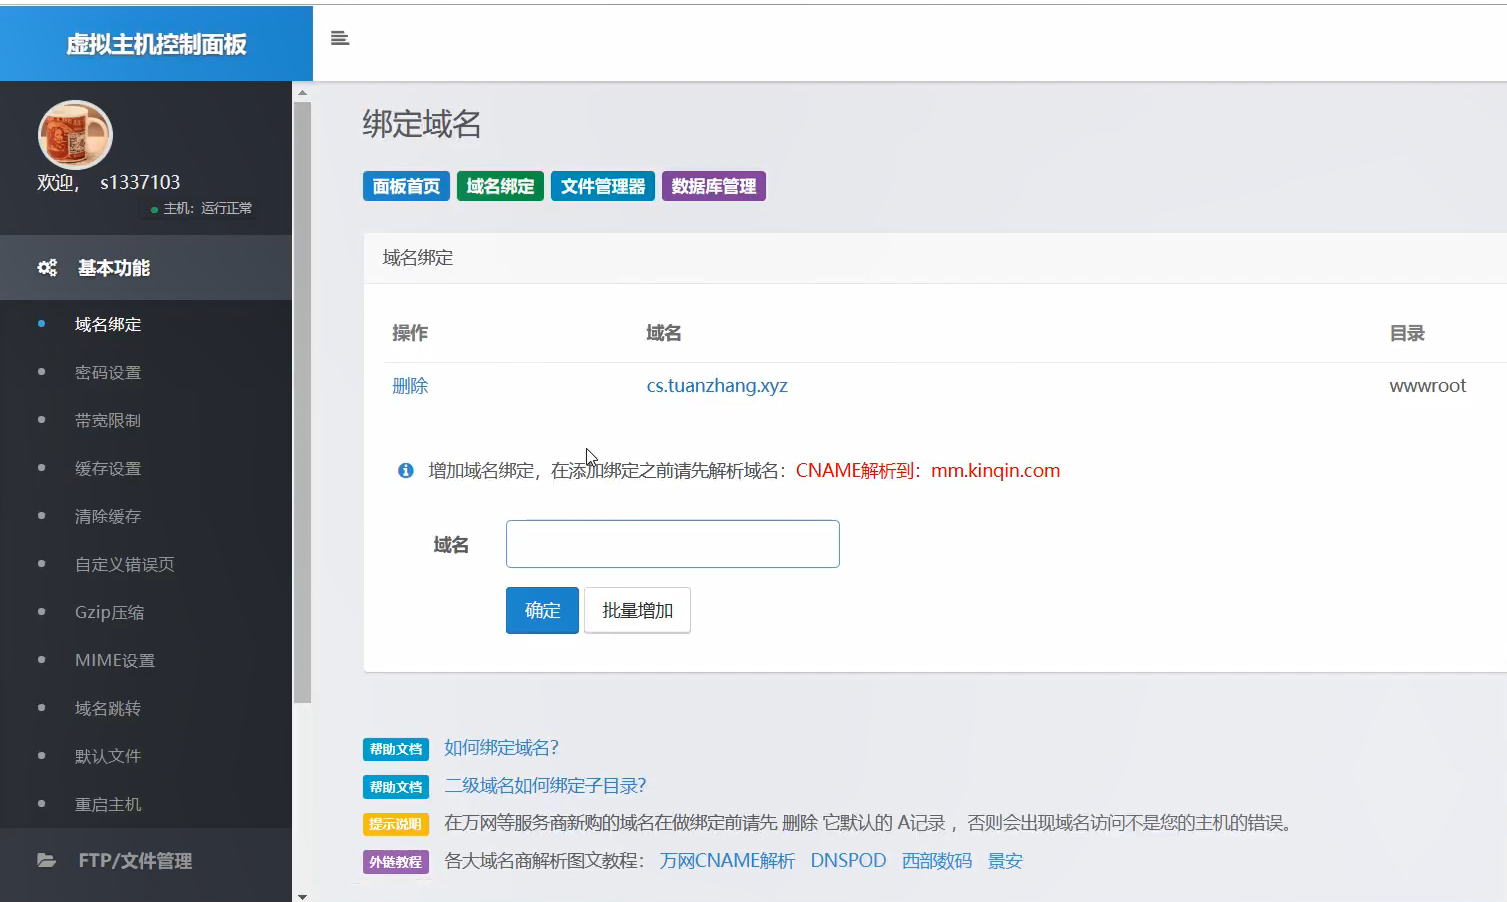 虚拟主机控制面板
欢迎， s1337103
主机：运行正常
基本功能
域名绑定
密码设置
带宽限制
缓存设置
清除缓存
自定义错误页
Gzip压缩
MIME设置
域名跳转
默认文件
重启主机
FTP/文件管理
绑定域名
面板首页 域名绑定 文件管理器 数据库管理
域名绑定
操作 域名 目录
删除 cs.tuanzhang.xyz wwwroot
增加域名绑定，在添加绑定之前请先解析域名：CNAME解析到：mm.kinqin.com
域名
确定 批量增加
帮助文档 如何绑定域名？
帮助文档 二级域名如何绑定子目录？
提示说明 在万网等服务商新购的域名在做绑定前请先 删除 它默认的 A记录 ，否则会出现域名访问不是您的主机的错误。
外链教程 各大域名商解析图文教程： 万网CNAME解析 DNSPOD 西部数码 景安